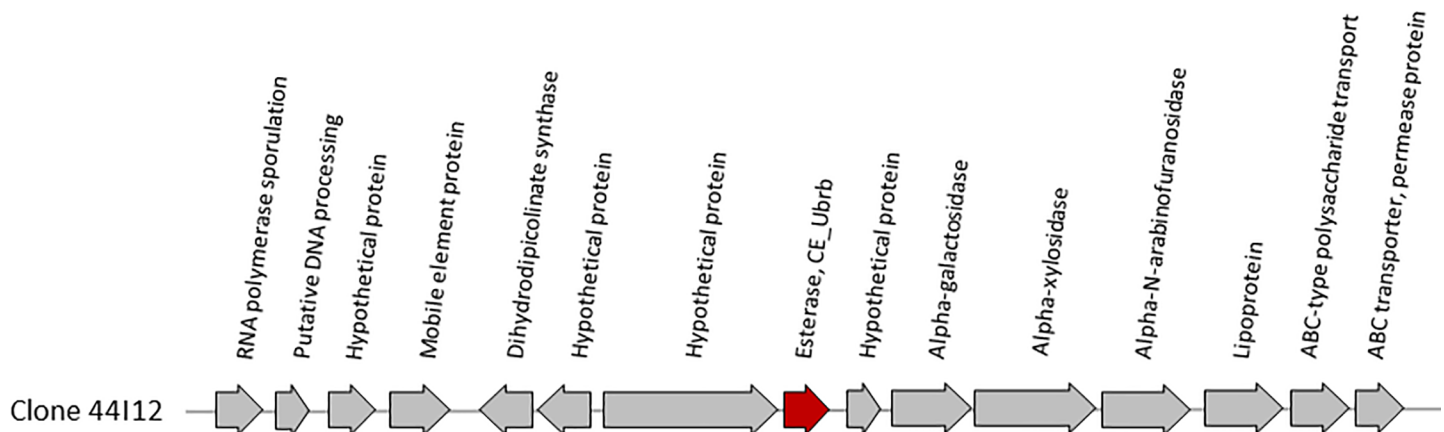 RNA polymerase sporulation
Putative DNA processing
Hypothetical protein
Mobile element protein
Dihydrodipicolinate synthase
Hypothetical protein
Hypothetical protein
Esterase, CE_Ubrb
Hypothetical protein
Alpha-galactosidase
Alpha-xylosidase
Alpha-N-arabinofuranosidase
Lipoprotein
ABC-type polysaccharide transport
ABC transporter, permease protein
Clone 44I12